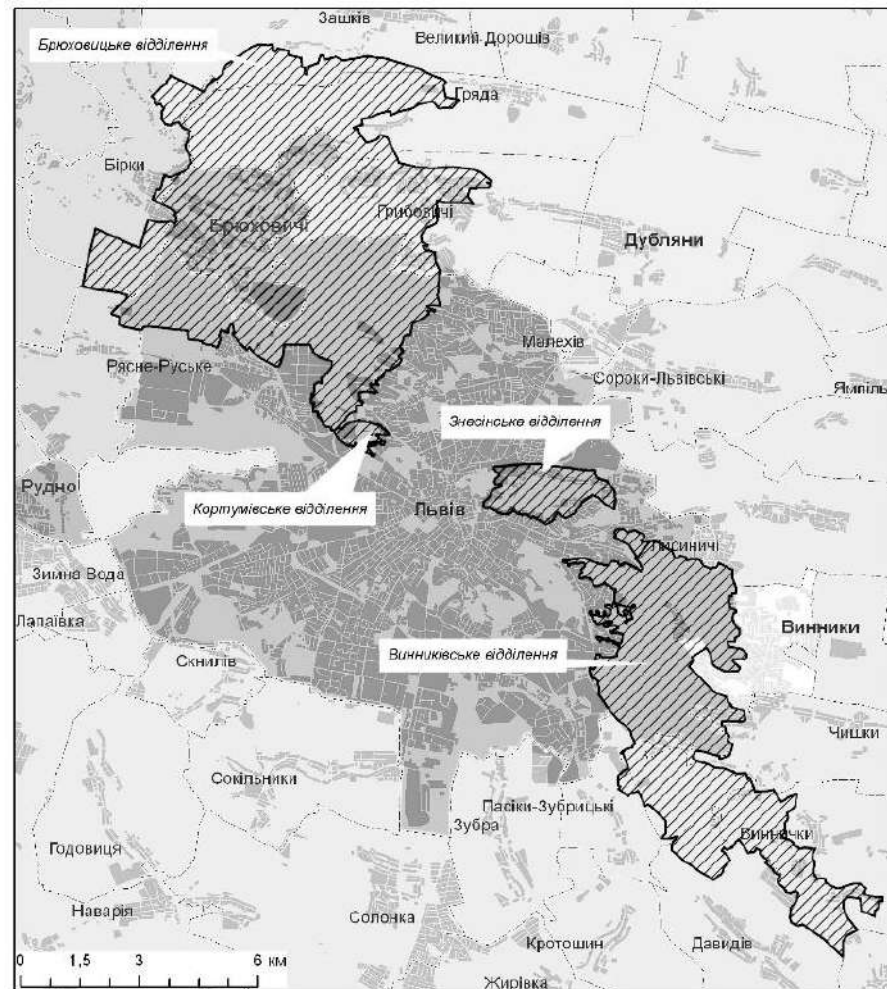 Зашків
Великий Дорошів
Брюховицьке відділення
Гряда
Бірки
Брюховичі
Грибовичі
Дубляни
Малехів
Рясне-Руське
Сороки-Львівські
Ямпіль
Знесінське відділення
Рудно
Кортумівське відділення
Львів
Лисиничі
Зимна Вода
Лапаївка
Винники
Скнилів
Винниківське відділення
Чишки
Сокільники
Пасіки-Зубрицькі
Зубра
Виннички
Годовиця
Наварія
Солонка
Кротошин
Давидів
Жирівка
0 1,5 3 6 км